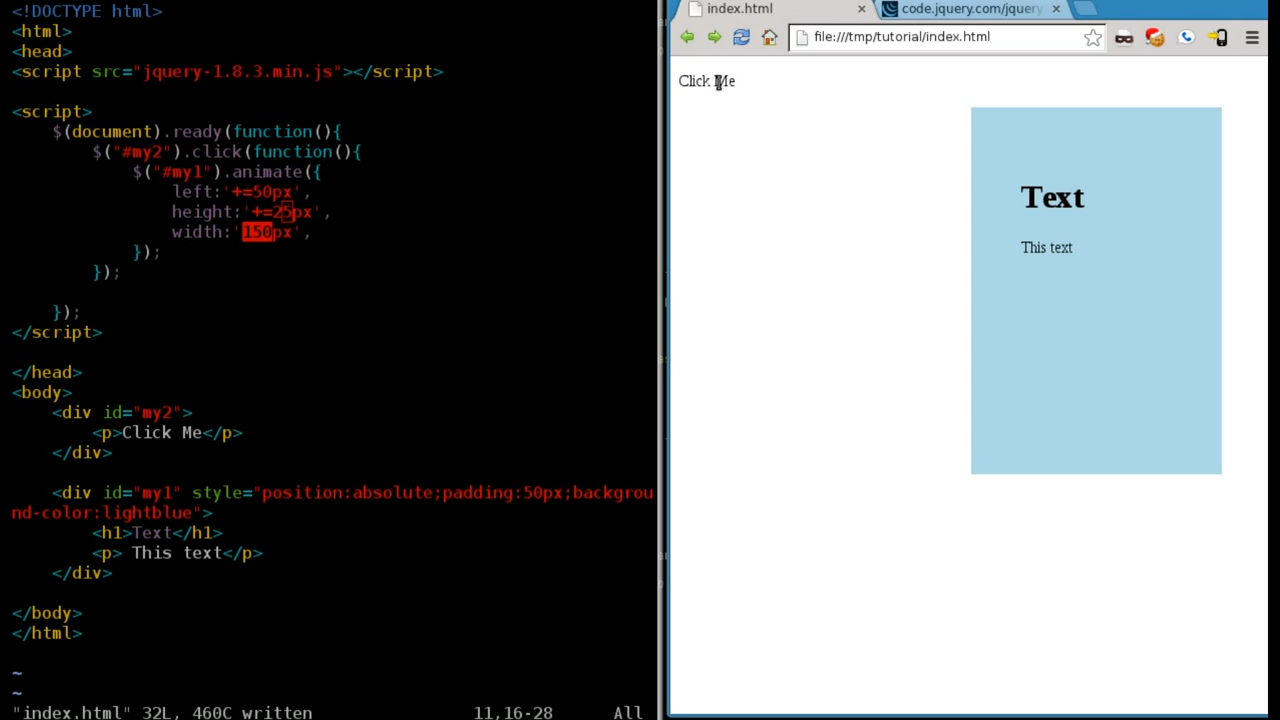 <!DOCTYPE html>
<html>
<head>
<script src="jquery-1.8.3.min.js"></script>
<script>
$(document).ready(function(){
$("#my2").click(function(){
$("#my1").animate({
left:'+=50px',
height:'+=25px',
width:'150px',
});
});
});
</script>
</head>
<body>
<div id="my2">
<p>Click Me</p>
</div>
<div id="my1" style="position:absolute;padding:50px;backgrou
nd-color:lightblue">
<h1>Text</h1>
<p> This text</p>
</div>
</body>
</html>
~
~
"index.html" 32L, 460C written 11,16-28 All
index.html × code.jquery.com/jquery ×
file:///tmp/tutorial/index.html
Click Me
Text
This text